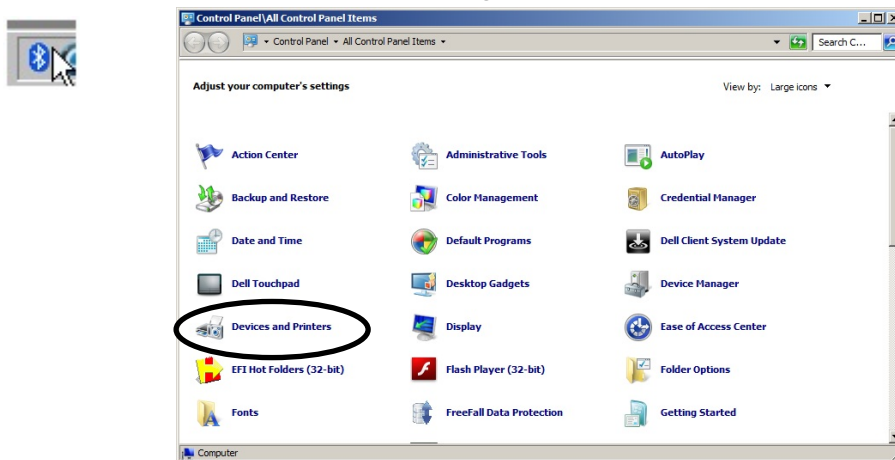 Control Panel\All Control Panel Items
Control Panel ▸ All Control Panel Items
Search C...
Adjust your computer's settings
View by: Large icons
Action Center
Administrative Tools
AutoPlay
Backup and Restore
Color Management
Credential Manager
Date and Time
Default Programs
Dell Client System Update
Dell Touchpad
Desktop Gadgets
Device Manager
Devices and Printers
Display
Ease of Access Center
EFI Hot Folders (32-bit)
Flash Player (32-bit)
Folder Options
Fonts
FreeFall Data Protection
Getting Started
Computer